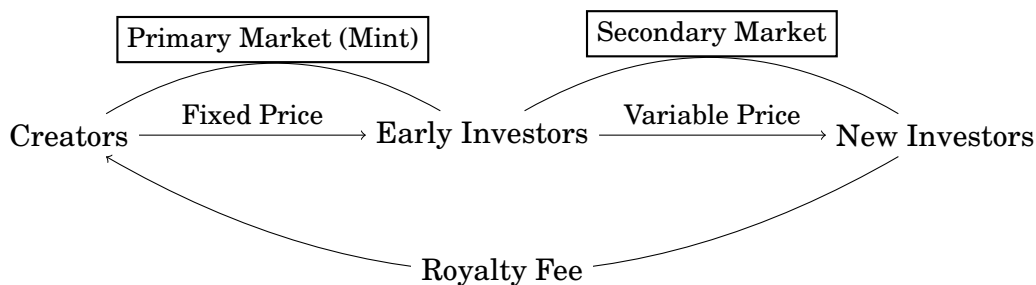 Primary Market (Mint)
Secondary Market
Fixed Price
Variable Price
Creators
Early Investors
New Investors
Royalty Fee